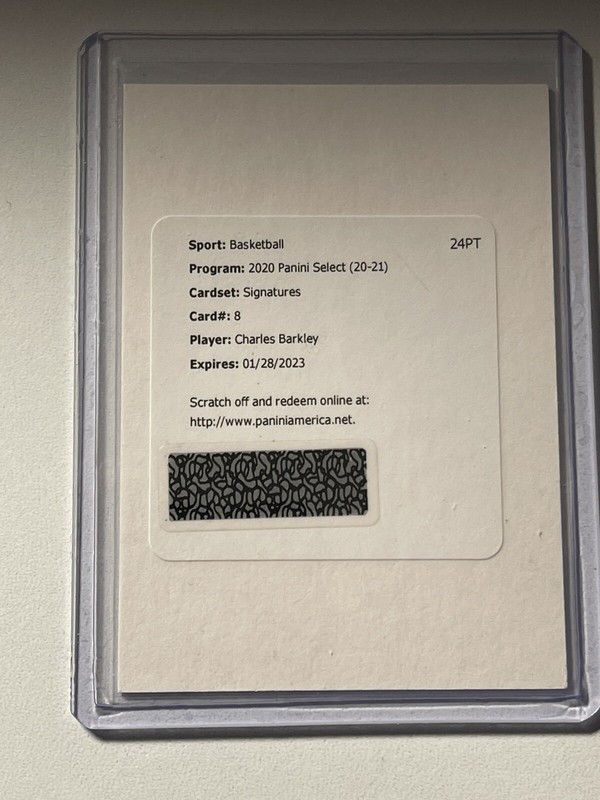 Sport: Basketball 24PT
Program: 2020 Panini Select (20-21)
Cardset: Signatures
Card#: 8
Player: Charles Barkley
Expires: 01/28/2023
Scratch off and redeem online at:
http://www.paniniamerica.net.